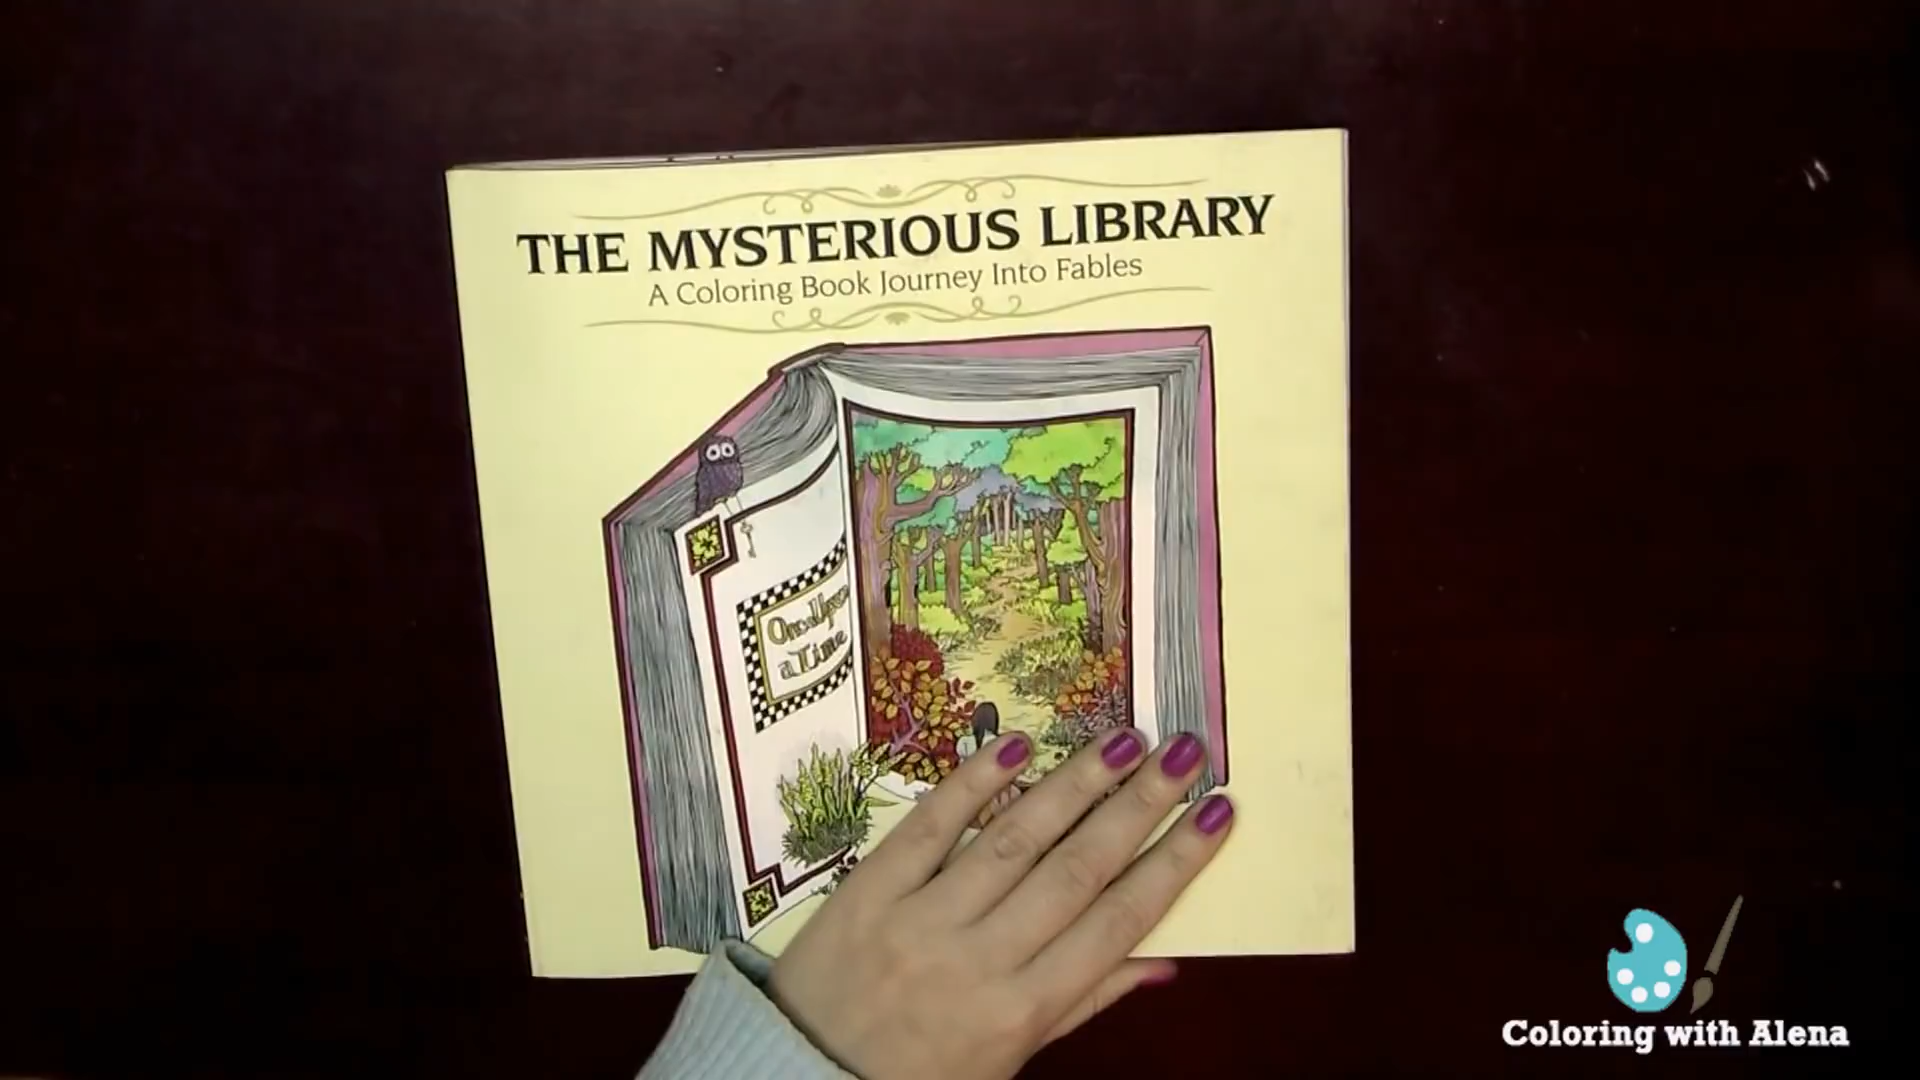 THE MYSTERIOUS LIBRARY
A Coloring Book Journey Into Fables
Once Upon
a Time
Coloring with Alena